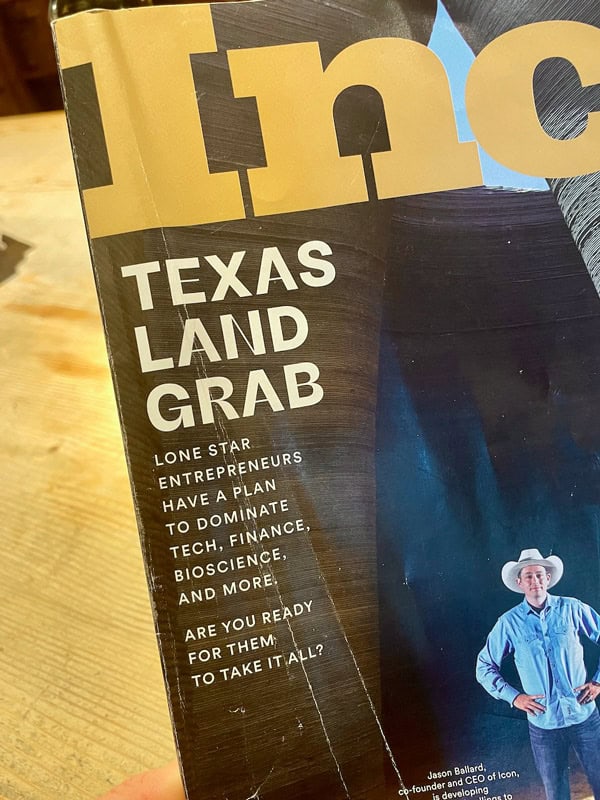 Inc
TEXAS
LAND
GRAB
LONE STAR
ENTREPRENEURS
HAVE A PLAN
TO DOMINATE
TECH, FINANCE,
BIOSCIENCE,
AND MORE.
ARE YOU READY
FOR THEM
TO TAKE IT ALL?
Jason Ballard,
co-founder and CEO of Icon,
is developing
to